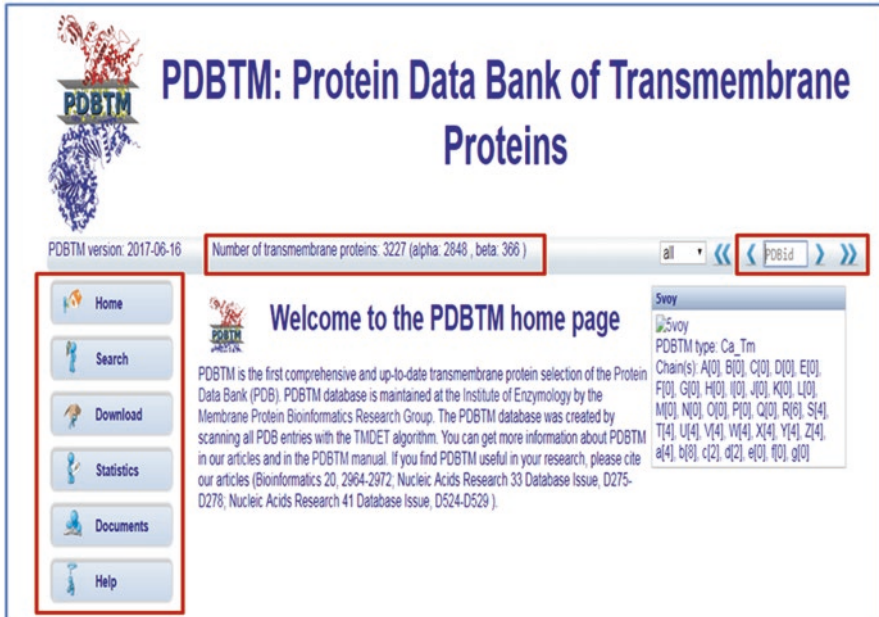 PDBTM
PDBTM: Protein Data Bank of Transmembrane
Proteins
PDBTM version: 2017-06-16
Number of transmembrane proteins: 3227 (alpha: 2848 , beta: 366 )
all
PDBid
Home
Search
Download
Statistics
Documents
Help
PDBTM
Welcome to the PDBTM home page
PDBTM is the first comprehensive and up-to-date transmembrane protein selection of the Protein
Data Bank (PDB). PDBTM database is maintained at the Institute of Enzymology by the
Membrane Protein Bioinformatics Research Group. The PDBTM database was created by
scanning all PDB entries with the TMDET algorithm. You can get more information about PDBTM
in our articles and in the PDBTM manual. If you find PDBTM useful in your research, please cite
our articles (Bioinformatics 20, 2964-2972; Nucleic Acids Research 33 Database Issue, D275-
D278; Nucleic Acids Research 41 Database Issue, D524-D529 ).
5voy
5voy
PDBTM type: Ca_Tm
Chain(s): A[0], B[0], C[0], D[0], E[0],
F[0], G[0], H[0], I[0], J[0], K[0], L[0],
M[0], N[0], O[0], P[0], Q[0], R[6], S[4],
T[4], U[4], V[4], W[4], X[4], Y[4], Z[4],
a[4], b[8], c[2], d[2], e[0], f[0], g[0]